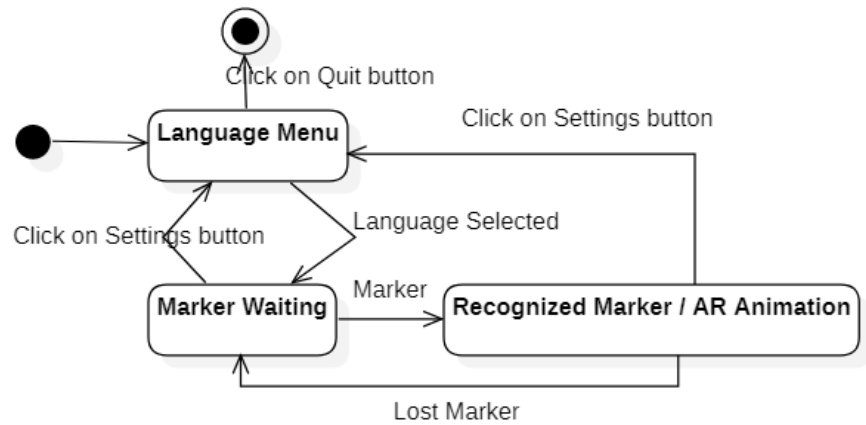 Click on Quit button
Click on Settings button
Language Menu
Language Selected
Click on Settings button
Marker
Marker Waiting
Recognized Marker / AR Animation
Lost Marker